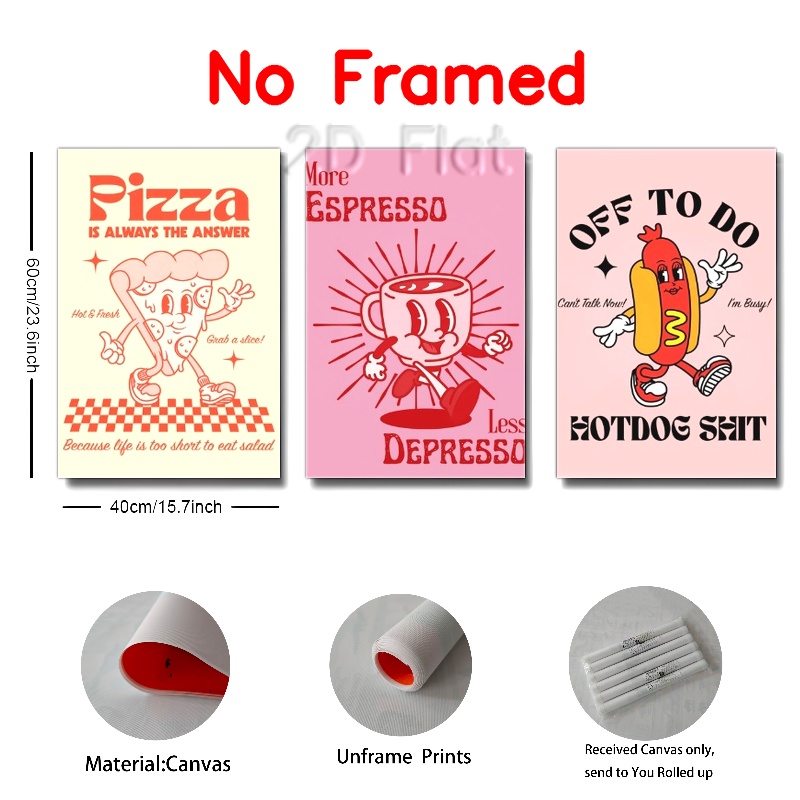 No Framed
2D Flat
60cm/23.6inch
Pizza
IS ALWAYS THE ANSWER
Hot & Fresh
Grab a slice!
Because life is too short to eat salad
More
ESPRESSO
Less
DEPRESSO
OFF TO DO
Can't Talk Now!
I'm Busy!
HOTDOG SHIT
40cm/15.7inch
Material:Canvas
Unframe Prints
Received Canvas only,
send to You Rolled up